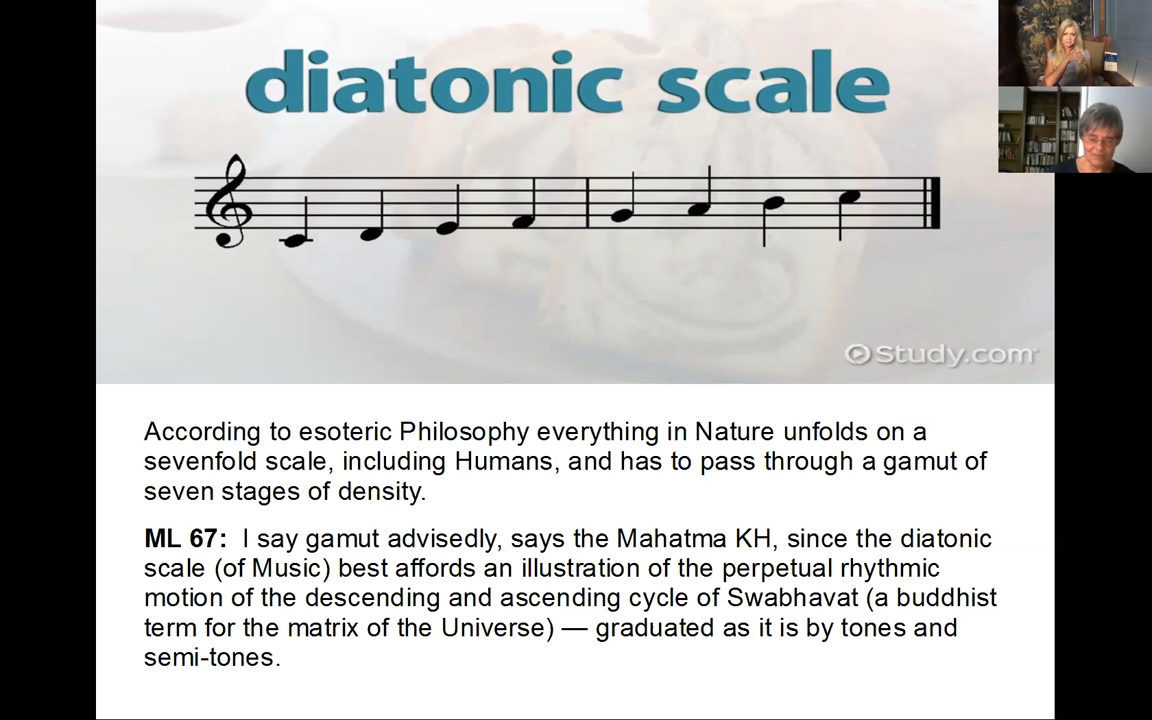 diatonic scale
Study.com
According to esoteric Philosophy everything in Nature unfolds on a
sevenfold scale, including Humans, and has to pass through a gamut of
seven stages of density.
ML 67: I say gamut advisedly, says the Mahatma KH, since the diatonic
scale (of Music) best affords an illustration of the perpetual rhythmic
motion of the descending and ascending cycle of Swabhavat (a buddhist
term for the matrix of the Universe) — graduated as it is by tones and
semi-tones.